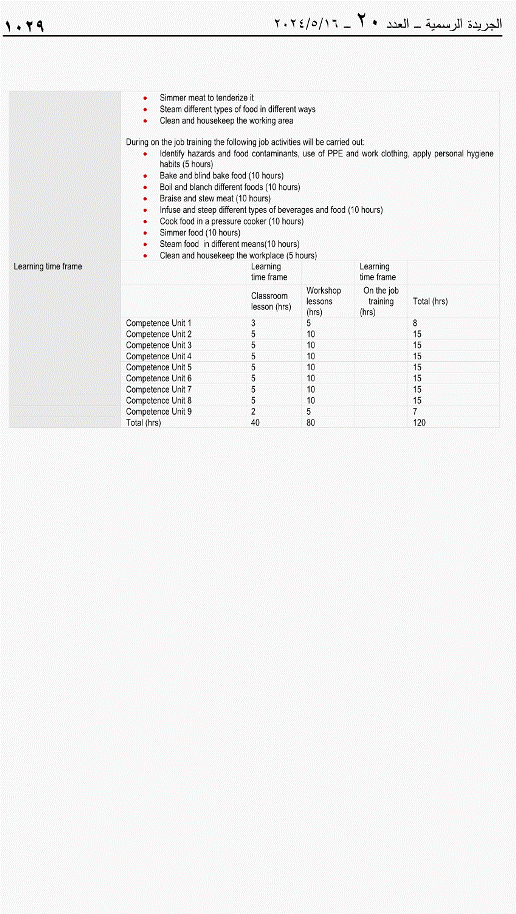 الجريدة الرسمية – العدد ٢٠ – ٢٠٢٤/٥/١٦ ١٠٢٩
• Simmer meat to tenderize it
• Steam different types of food in different ways
• Clean and housekeep the working area
During on the job training the following job activities will be carried out:
• Identify hazards and food contaminants, use of PPE and work clothing, apply personal hygiene
habits (5 hours)
• Bake and blind bake food (10 hours)
• Boil and blanch different foods (10 hours)
• Braise and stew meat (10 hours)
• Infuse and steep different types of beverages and food (10 hours)
• Cook food in a pressure cooker (10 hours)
• Simmer food (10 hours)
• Steam food in different means(10 hours)
• Clean and housekeep the workplace (5 hours)
Learning time frame Learning time frame Learning time frame
Classroom lesson (hrs) Workshop lessons (hrs) On the job training (hrs) Total (hrs)
Competence Unit 1 3 5 8
Competence Unit 2 5 10 15
Competence Unit 3 5 10 15
Competence Unit 4 5 10 15
Competence Unit 5 5 10 15
Competence Unit 6 5 10 15
Competence Unit 7 5 10 15
Competence Unit 8 5 10 15
Competence Unit 9 2 5 7
Total (hrs) 40 80 120